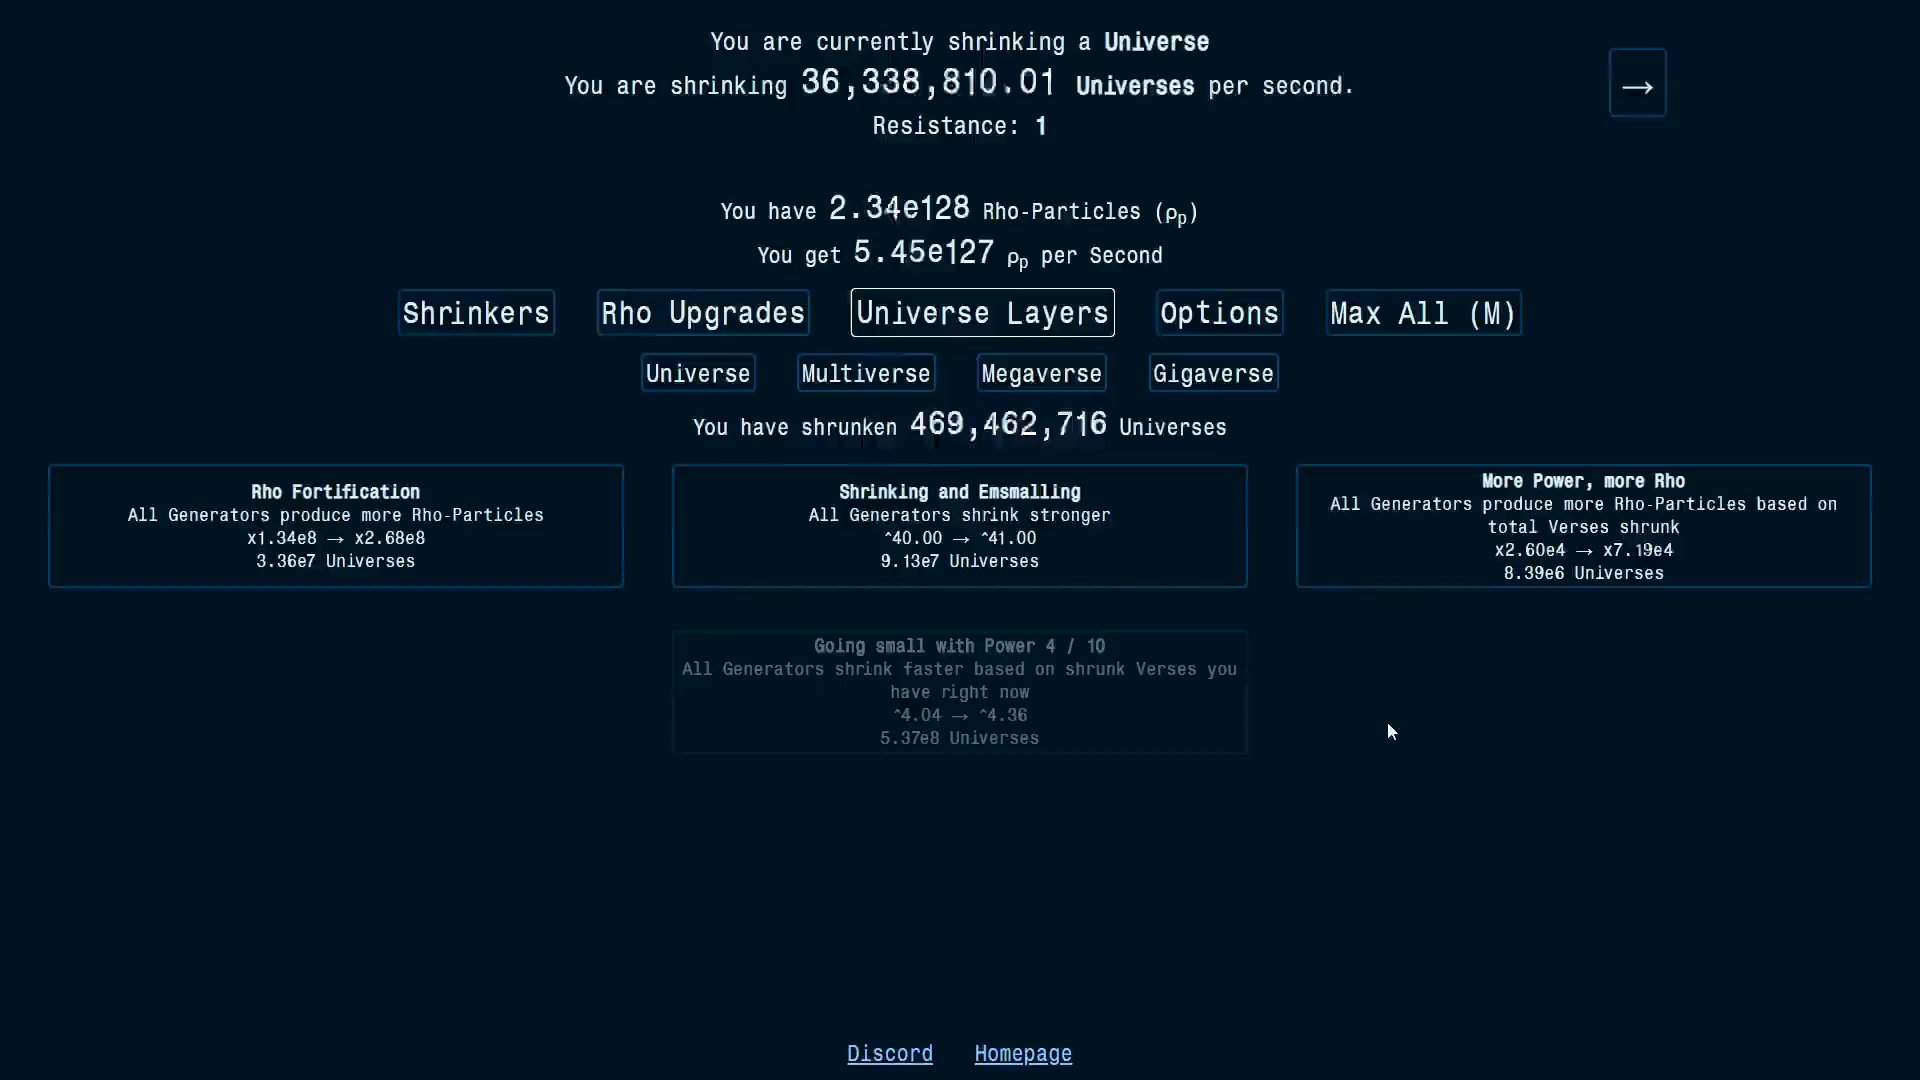 You are currently shrinking a Universe
You are shrinking 36,338,810.01 Universes per second.
→
Resistance: 1
You have 2.34e128 Rho-Particles (ρp)
You get 5.45e127 ρp per Second
Shrinkers Rho Upgrades Universe Layers Options Max All (M)
Universe Multiverse Megaverse Gigaverse
You have shrunken 469,462,716 Universes
Rho Fortification
All Generators produce more Rho-Particles
x1.34e8 → x2.68e8
3.36e7 Universes
Shrinking and Emsmalling
All Generators shrink stronger
^40.00 → ^41.00
9.13e7 Universes
More Power, more Rho
All Generators produce more Rho-Particles based on
total Verses shrunk
x2.60e4 → x7.19e4
8.39e6 Universes
Going small with Power 4 / 10
All Generators shrink faster based on shrunk Verses you
have right now
^4.04 → ^4.36
5.37e8 Universes
Discord Homepage